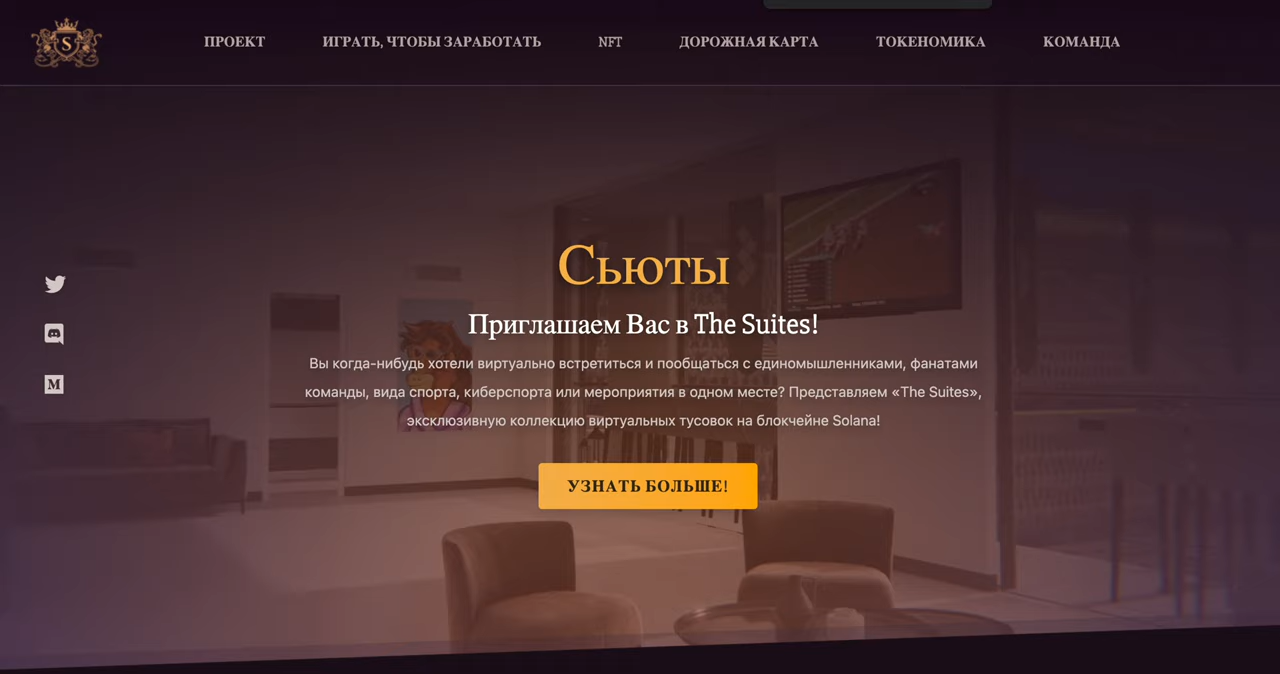 S
ПРОЕКТ
ИГРАТЬ, ЧТОБЫ ЗАРАБОТАТЬ
NFT
ДОРОЖНАЯ КАРТА
ТОКЕНОМИКА
КОМАНДА
Сьюты
Приглашаем Вас в The Suites!
Вы когда-нибудь хотели виртуально встретиться и пообщаться с единомышленниками, фанатами
команды, вида спорта, киберспорта или мероприятия в одном месте? Представляем «The Suites»,
эксклюзивную коллекцию виртуальных тусовок на блокчейне Solana!
M
УЗНАТЬ БОЛЬШЕ!